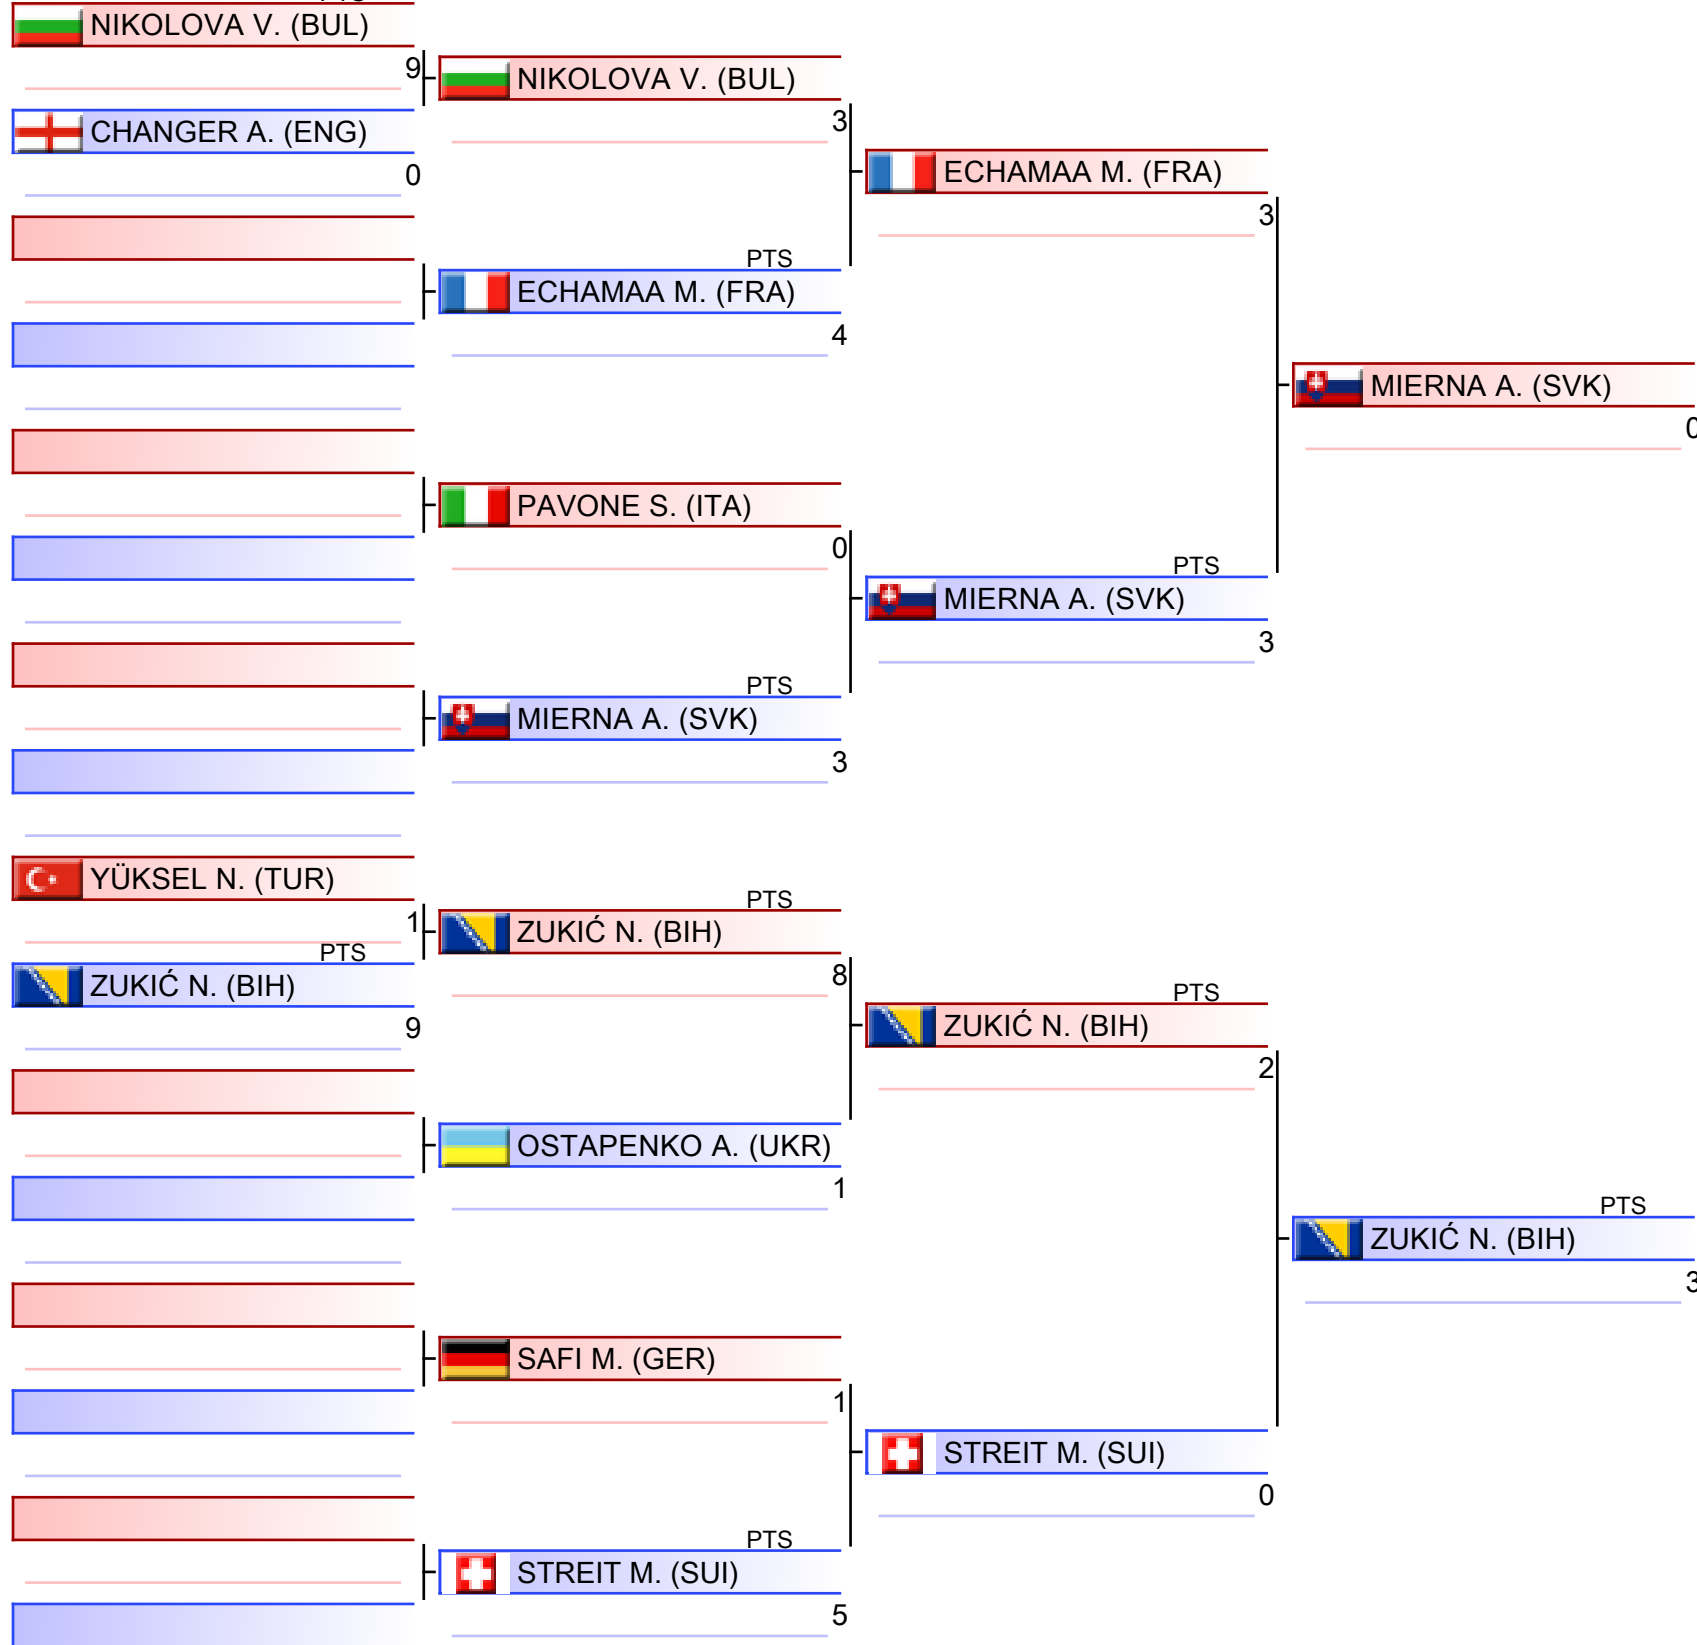 NIKOLOVA V. (BUL)
9
CHANGER A. (ENG)
0
NIKOLOVA V. (BUL)
3
PTS
ECHAMAA M. (FRA)
4
ECHAMAA M. (FRA)
3
PAVONE S. (ITA)
0
PTS
MIERNA A. (SVK)
3
PTS
MIERNA A. (SVK)
3
MIERNA A. (SVK)
0
YÜKSEL N. (TUR)
1
PTS
ZUKIĆ N. (BIH)
9
PTS
ZUKIĆ N. (BIH)
8
OSTAPENKO A. (UKR)
1
PTS
ZUKIĆ N. (BIH)
2
SAFI M. (GER)
1
PTS
STREIT M. (SUI)
5
STREIT M. (SUI)
0
PTS
ZUKIĆ N. (BIH)
3